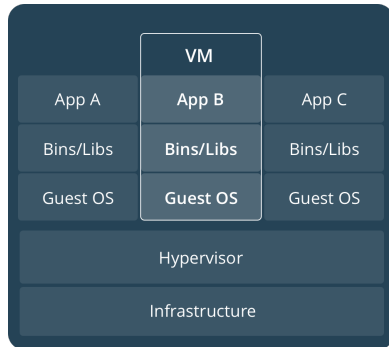 VM
App A App B App C
Bins/Libs Bins/Libs Bins/Libs
Guest OS Guest OS Guest OS
Hypervisor
Infrastructure